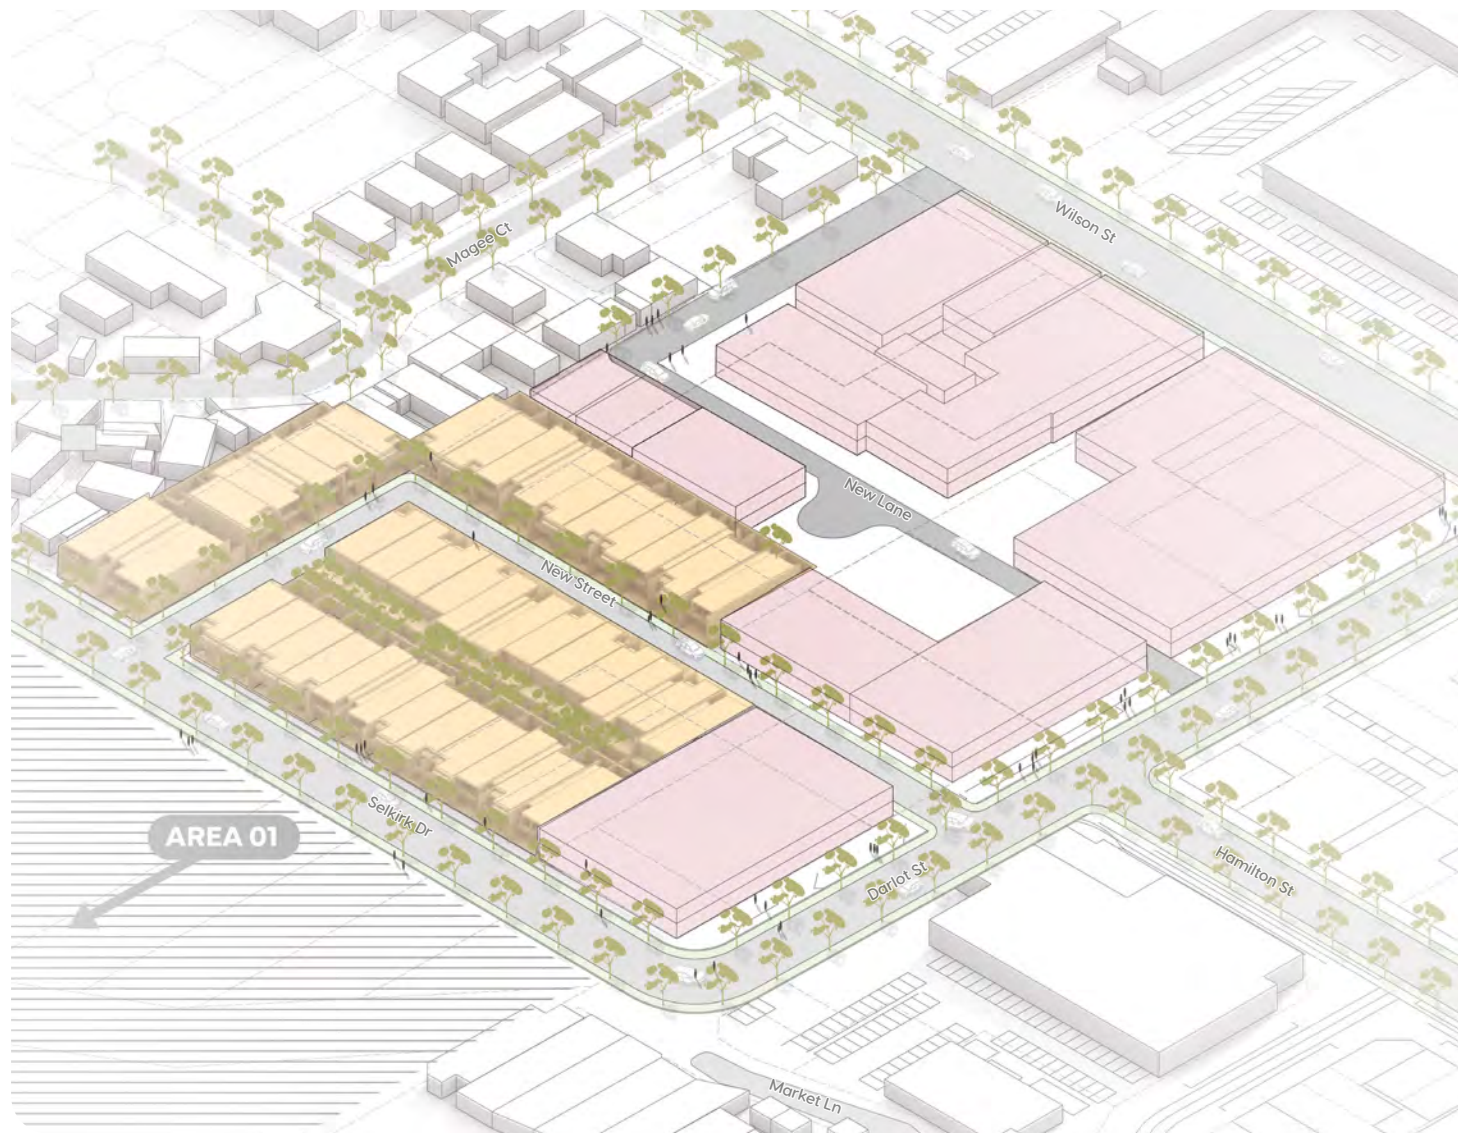 Wilson St
Magee Ct
New Lane
New Street
Selkirk Dr
AREA 01
Darlot St
Hamilton St
Market Ln